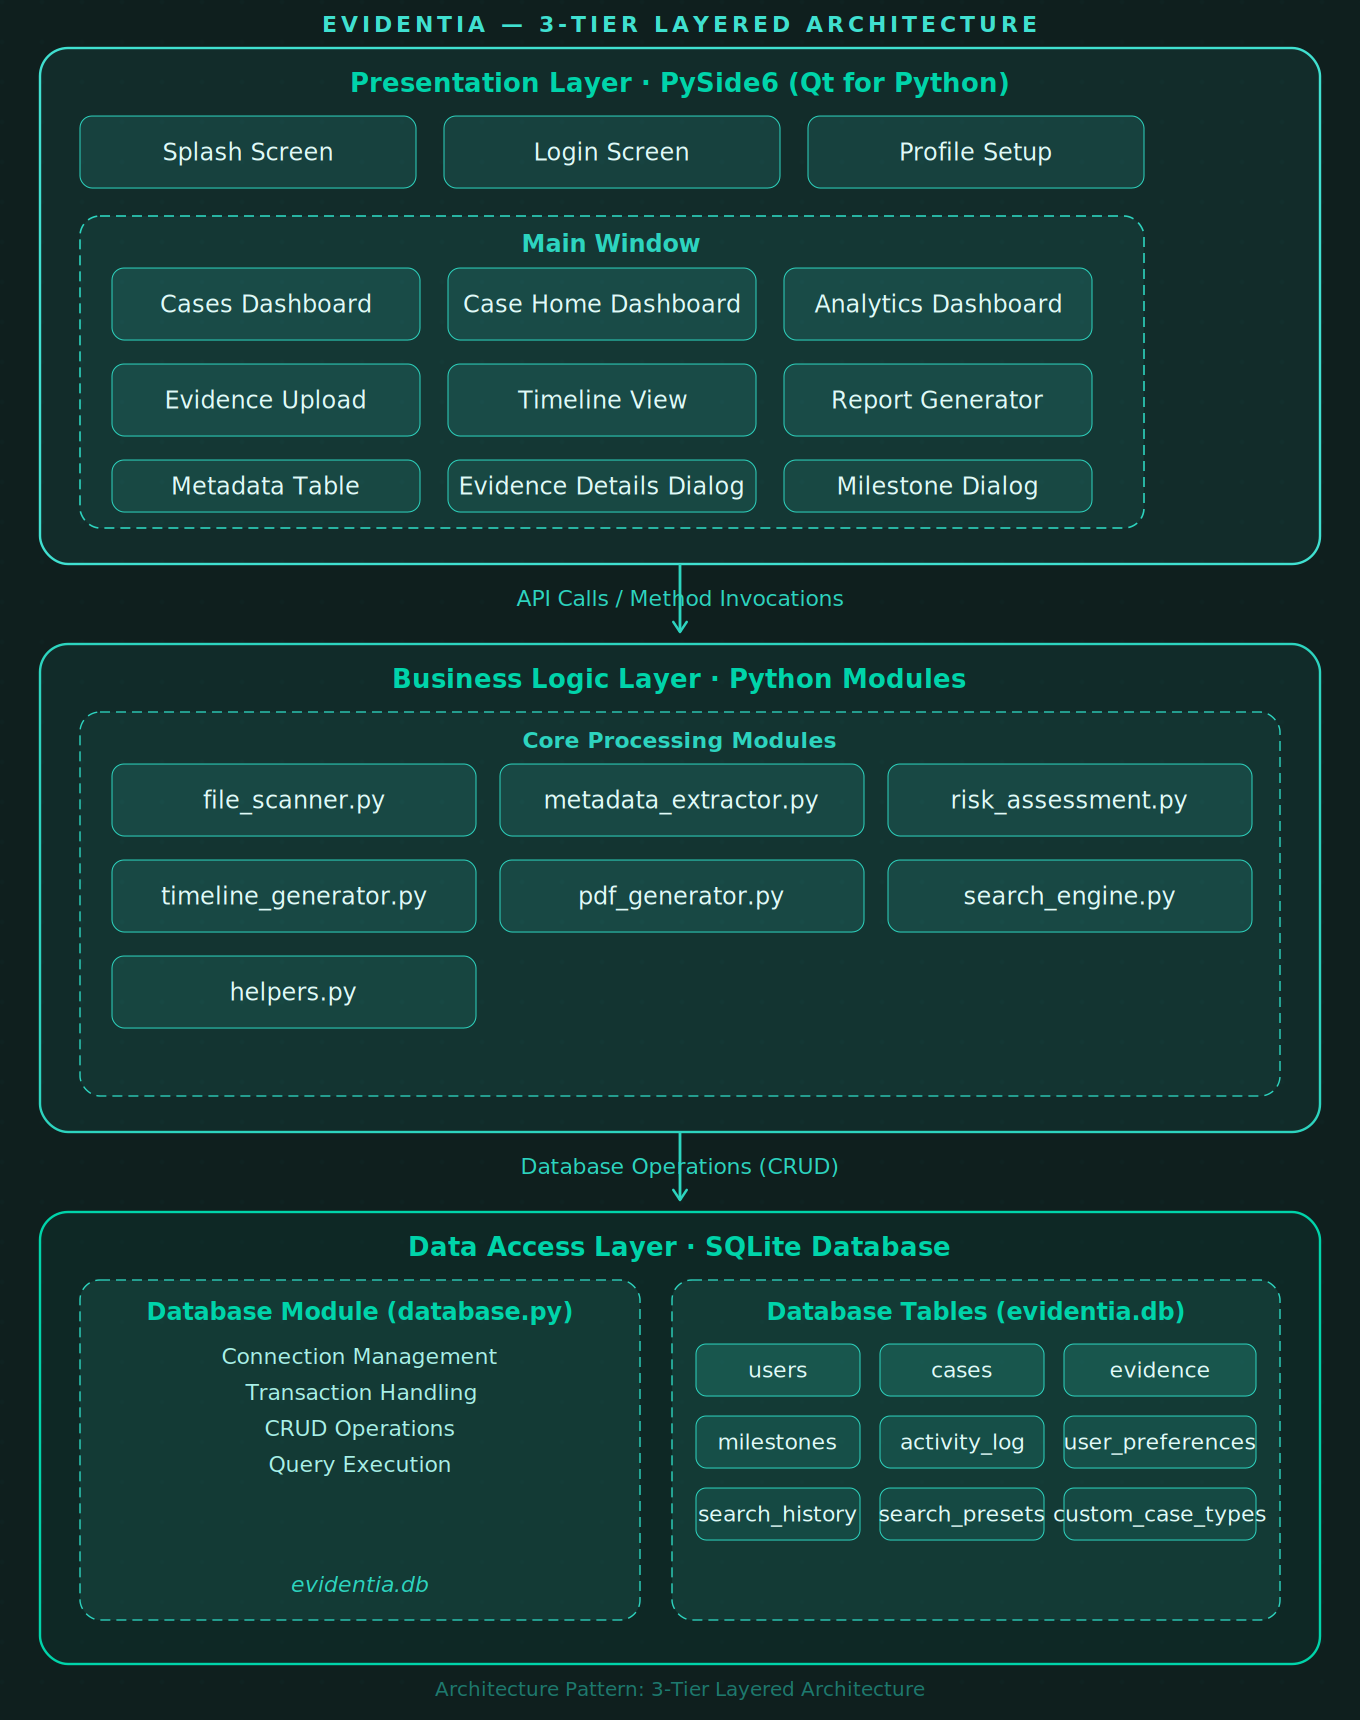 EVIDENTIA — 3-TIER LAYERED ARCHITECTURE
Presentation Layer · PySide6 (Qt for Python)
Splash Screen
Login Screen
Profile Setup
Main Window
Cases Dashboard
Case Home Dashboard
Analytics Dashboard
Evidence Upload
Timeline View
Report Generator
Metadata Table
Evidence Details Dialog
Milestone Dialog
API Calls / Method Invocations
Business Logic Layer · Python Modules
Core Processing Modules
file_scanner.py
metadata_extractor.py
risk_assessment.py
timeline_generator.py
pdf_generator.py
search_engine.py
helpers.py
Database Operations (CRUD)
Data Access Layer · SQLite Database
Database Module (database.py)
Connection Management
Transaction Handling
CRUD Operations
Query Execution
evidentia.db
Database Tables (evidentia.db)
users
cases
evidence
milestones
activity_log
user_preferences
search_history
search_presets
custom_case_types
Architecture Pattern: 3-Tier Layered Architecture